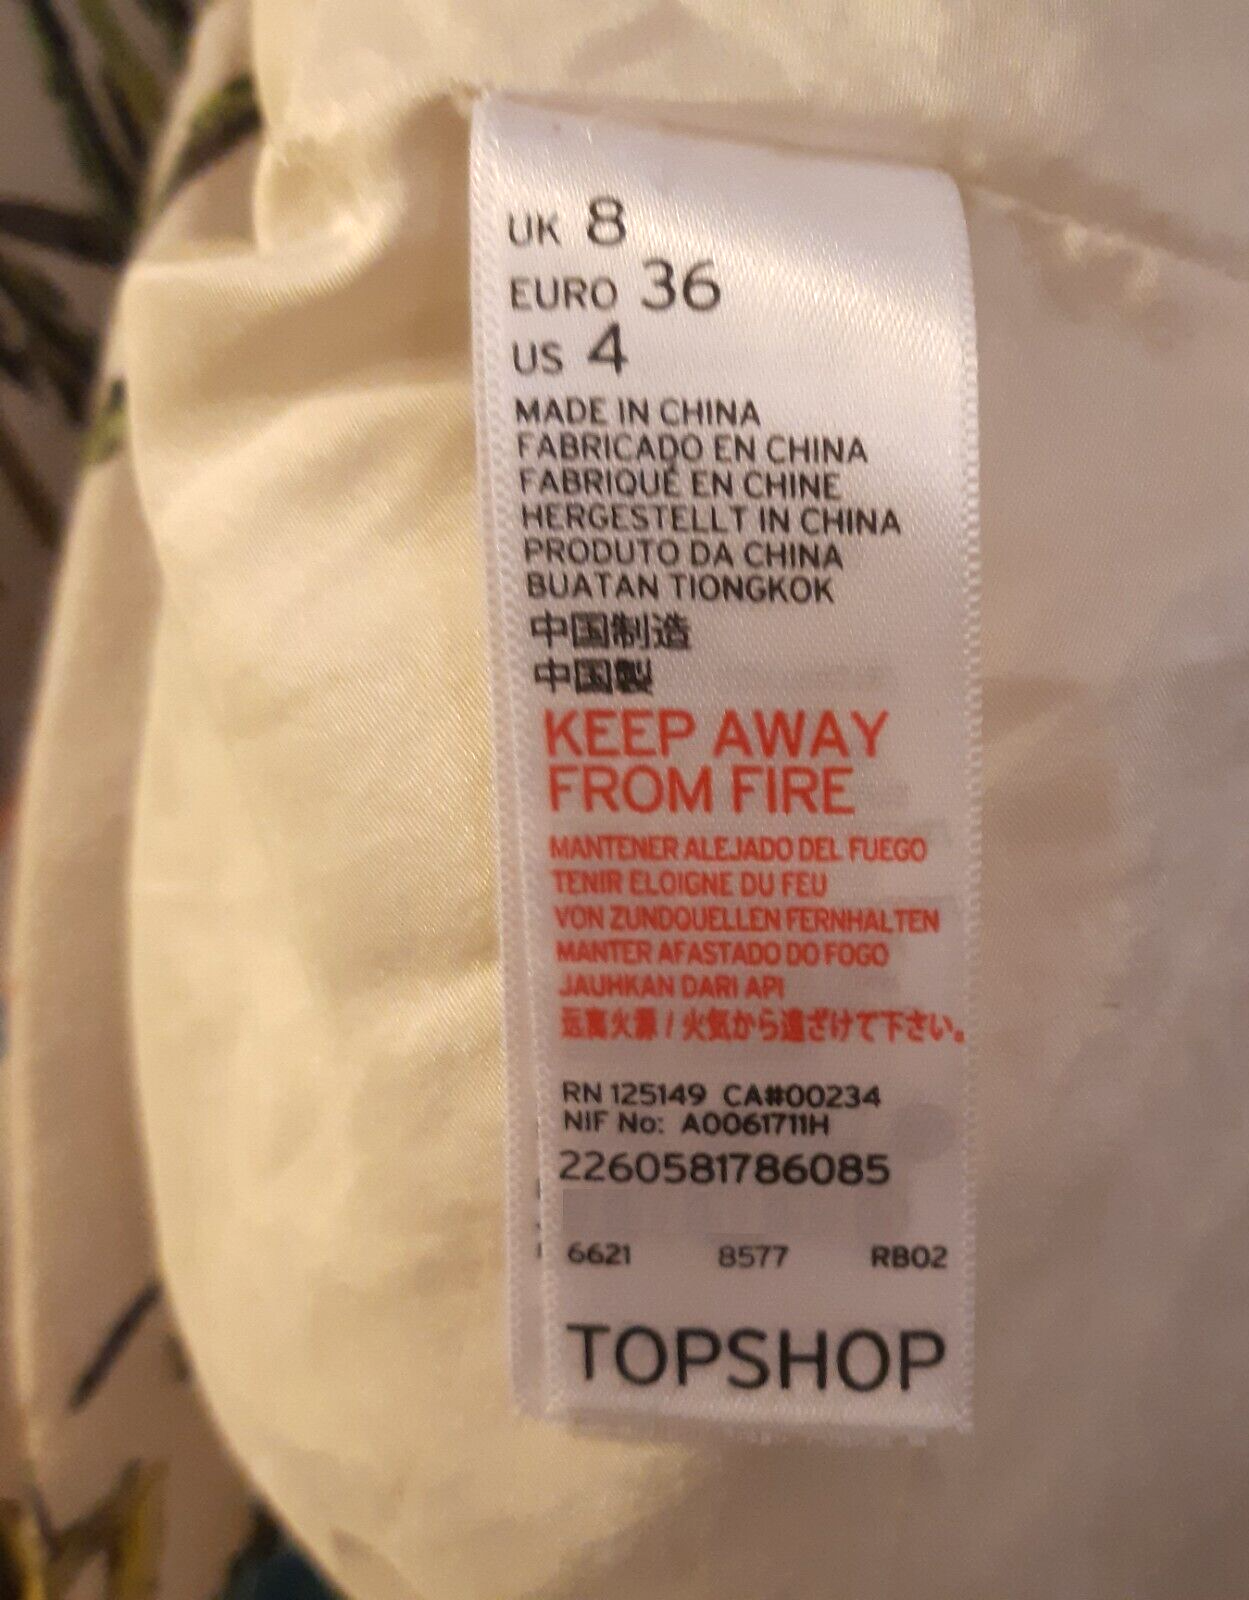 UK 8
EURO 36
US 4
MADE IN CHINA
FABRICADO EN CHINA
FABRIQUÉ EN CHINE
HERGESTELLT IN CHINA
PRODUTO DA CHINA
BUATAN TIONGKOK
中国制造
中国製
KEEP AWAY
FROM FIRE
MANTENER ALEJADO DEL FUEGO
TENIR ELOIGNE DU FEU
VON ZUNDQUELLEN FERNHALTEN
MANTER AFASTADO DO FOGO
JAUHKAN DARI API
远离火源 / 火気から遠ざけて下さい。
RN 125149 CA#00234
NIF No: A0061711H
2260581786085
6621 8577 RB02
TOPSHOP